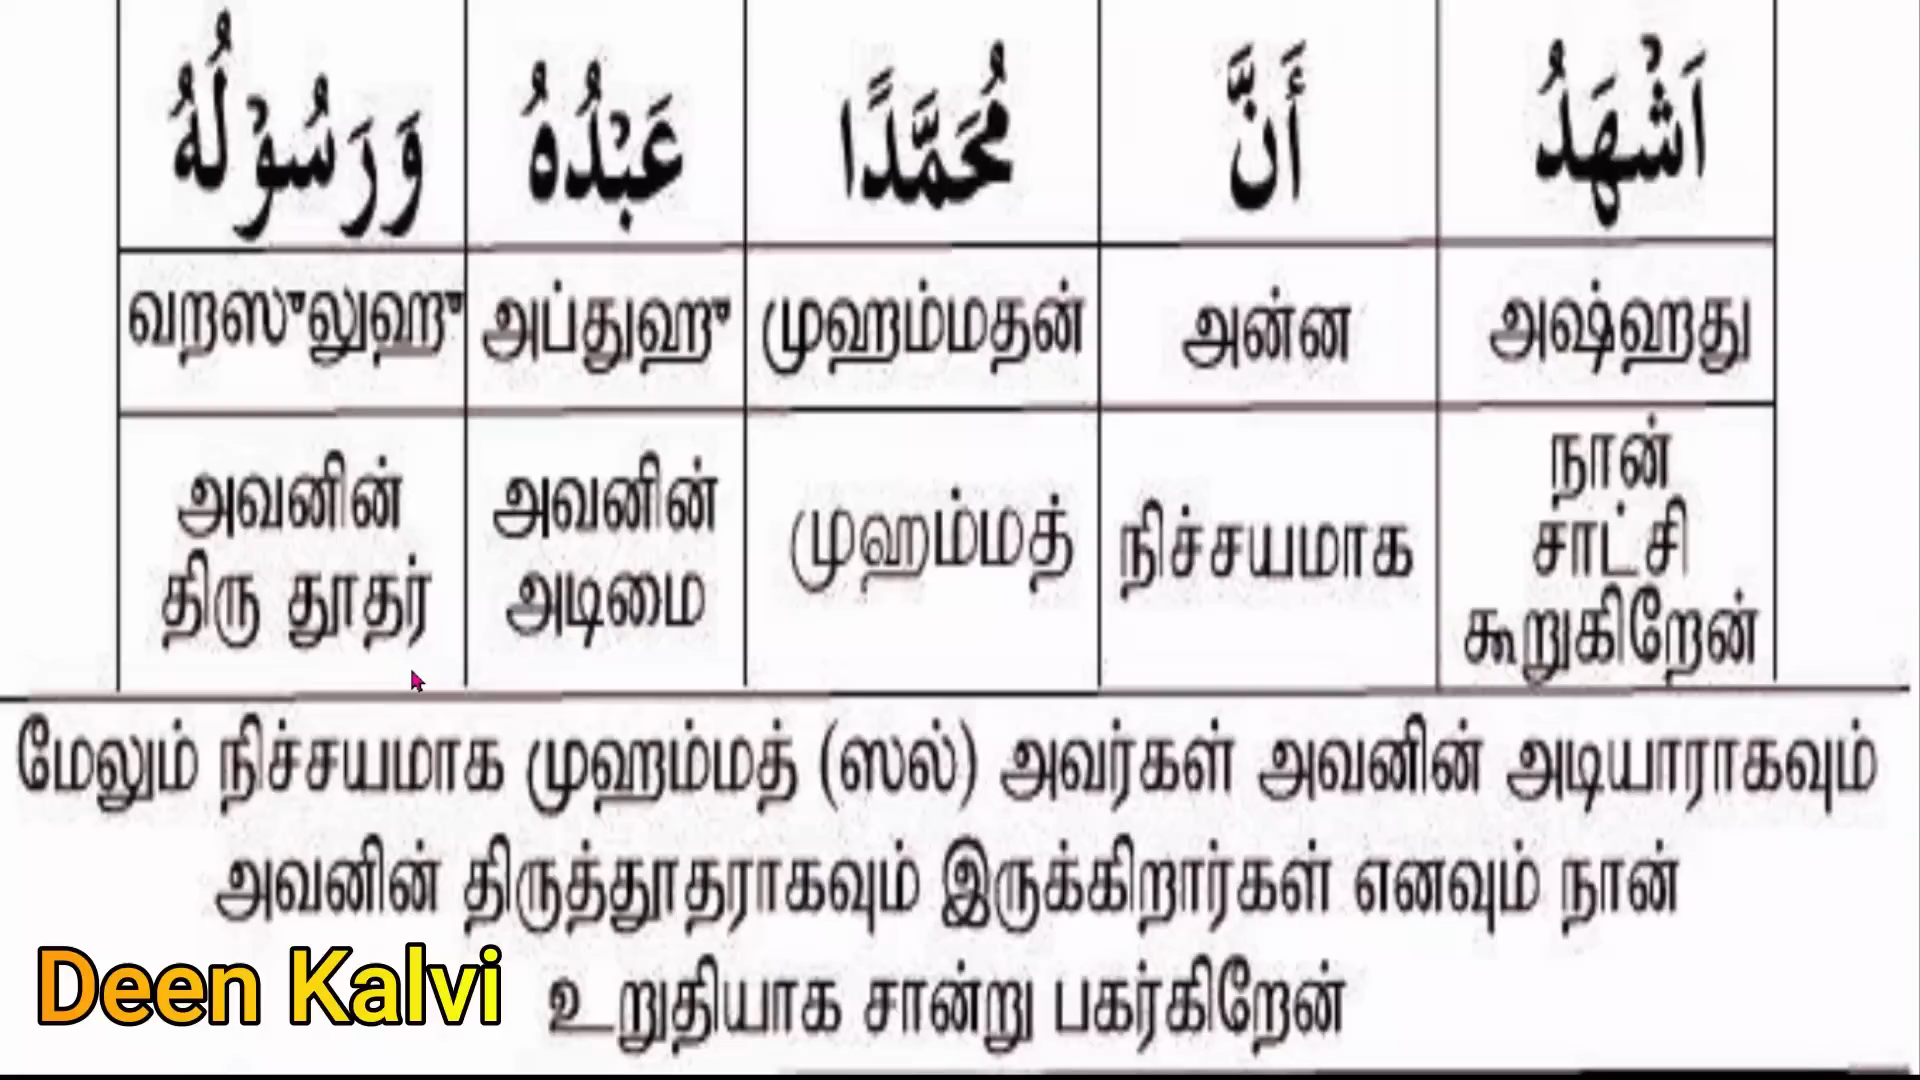 اَشْهَدُ أَنَّ مُحَمَّدًا عَبْدُهُ وَرَسُوْلُهُ
வறஸுலுஹு அப்துஹு முஹம்மதன் அன்ன அஷ்ஹது
அவனின் திரு தூதர்
அவனின் அடிமை
முஹம்மத்
நிச்சயமாக
நான் சாட்சி கூறுகிறேன்
மேலும் நிச்சயமாக முஹம்மத் (ஸல்) அவர்கள் அவனின் அடியாராகவும்
அவனின் திருத்தூதராகவும் இருக்கிறார்கள் எனவும் நான்
உறுதியாக சான்று பகர்கிறேன்
Deen Kalvi